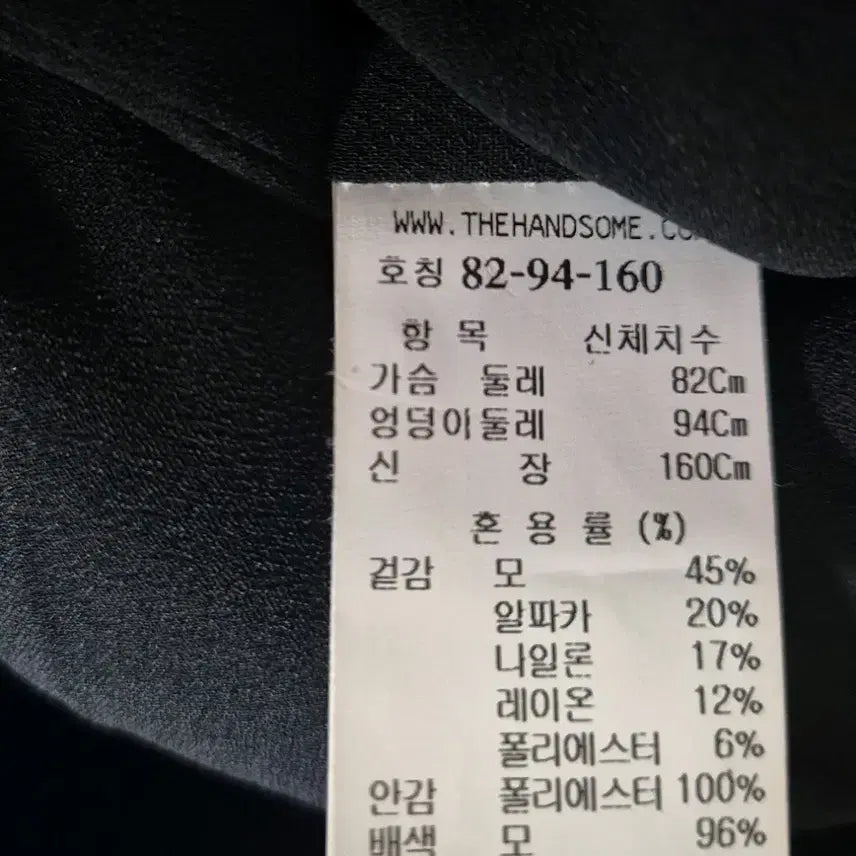 WWW.THEHANDSOME.C
호칭 82-94-160
항 목 신체치수
가슴 둘레 82Cm
엉덩이둘레 94Cm
신 장 160Cm
혼 용 률 (%)
겉감 모 45%
알파카 20%
나일론 17%
레이온 12%
폴리에스터 6%
안감 폴리에스터 100%
배색 모 96%